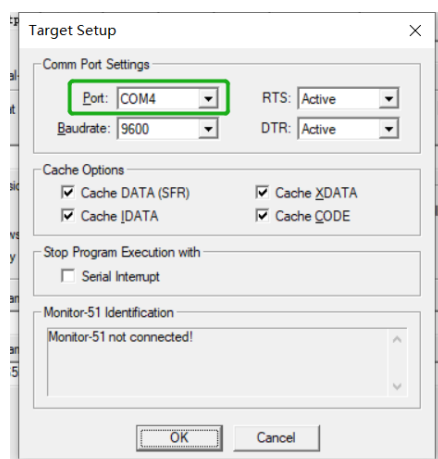 Target Setup
Comm Port Settings
Port: COM4 RTS: Active
Baudrate: 9600 DTR: Active
Cache Options
Cache DATA (SFR) Cache XDATA
Cache IDATA Cache CODE
Stop Program Execution with
Serial Interrupt
Monitor-51 Identification
Monitor-51 not connected!
OK Cancel